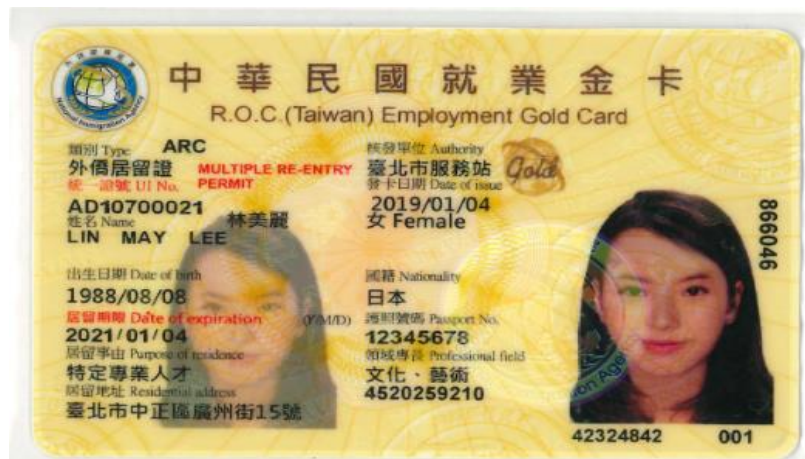 中華民國就業金卡
R.O.C.(Taiwan) Employment Gold Card
類別 Type ARC
外僑居留證 MULTIPLE RE-ENTRY PERMIT
統一證號 UI No.
AD10700021
姓名 Name 林美麗
LIN MAY LEE
核發單位 Authority
臺北市服務站
Gold
發卡日期 Date of issue
2019/01/04
女 Female
出生日期 Date of birth
1988/08/08
居留期限 Date of expiration (Y/M/D)
2021/01/04
居留事由 Purpose of residence
特定專業人才
居留地址 Residential address
臺北市中正區廣州街15號
國籍 Nationality
日本
護照號碼 Passport No.
12345678
領域專長 Professional field
文化、藝術
4520259210
866046
42324842 001
National Immigration Agency